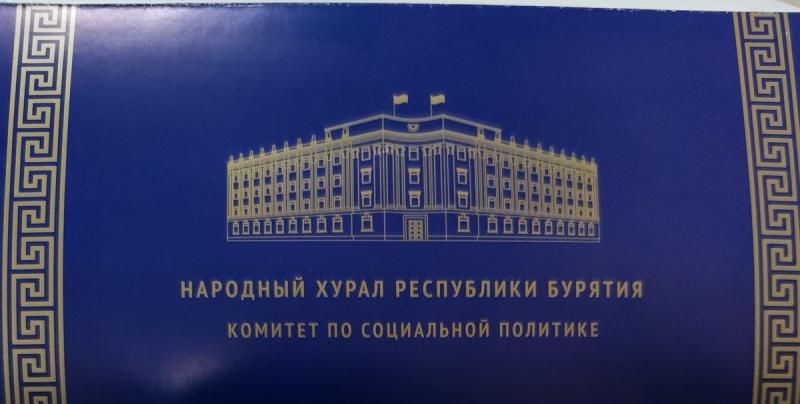 НАРОДНЫЙ ХУРАЛ РЕСПУБЛИКИ БУРЯТИЯ
КОМИТЕТ ПО СОЦИАЛЬНОЙ ПОЛИТИКЕ